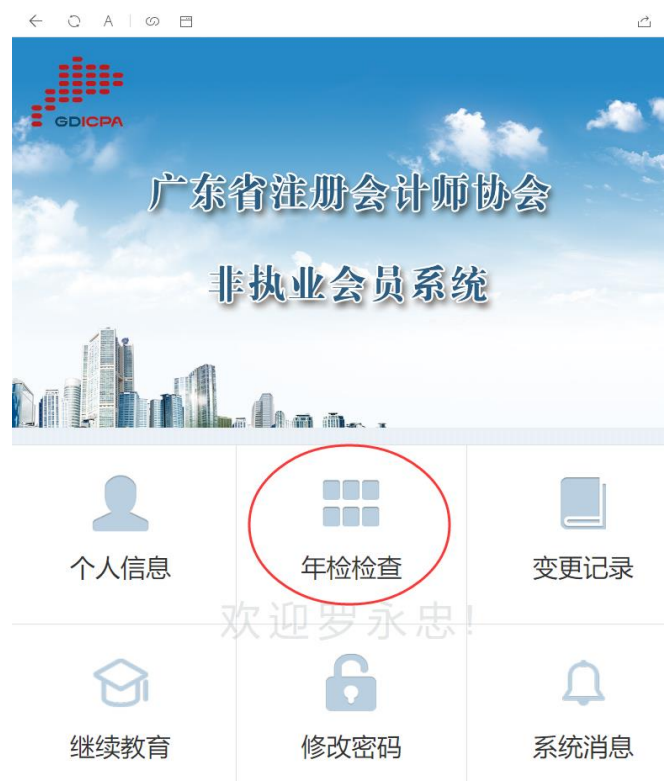 A
GDICPA
广东省注册会计师协会
非执业会员系统
个人信息
年检检查
变更记录
欢迎罗永忠!
继续教育
修改密码
系统消息